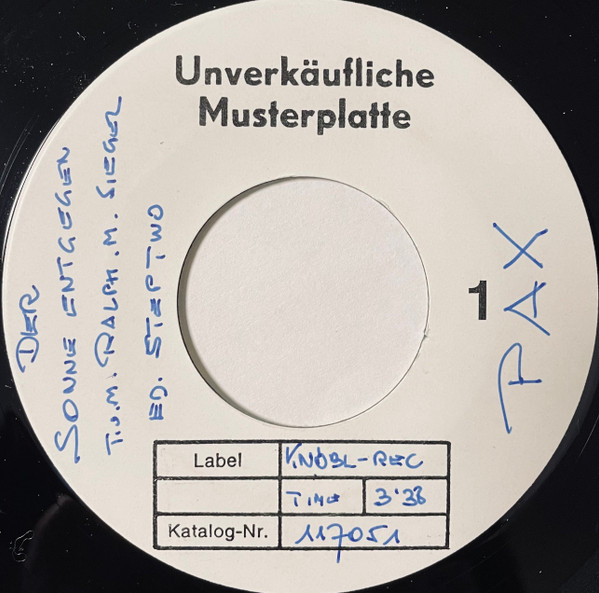 Unverkäufliche
Musterplatte
DER
SONNE ENTGEGEN
T.u.M. RALPH. M. SIEGEL
ED. STEPTWO
1
PAX
Label KNÖBL-REC
TIME 3'38
Katalog-Nr. 117051